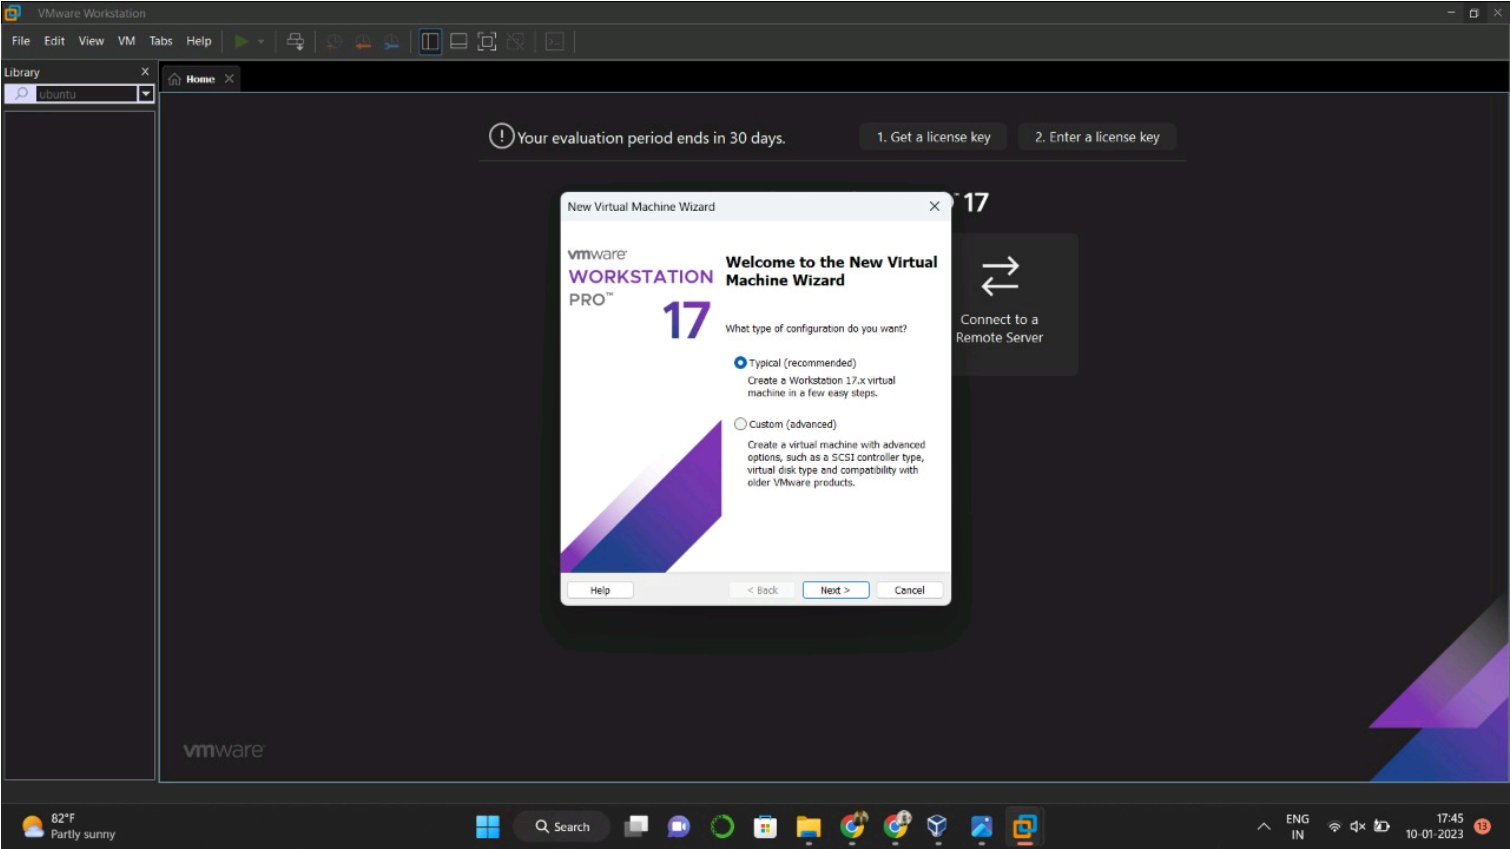 VMware Workstation
File Edit View VM Tabs Help
Library X
Home
ubuntu
Your evaluation period ends in 30 days.
1. Get a license key
2. Enter a license key
New Virtual Machine Wizard
™ 17
vmware®
WORKSTATION
PRO™
17
Welcome to the New Virtual
Machine Wizard
What type of configuration do you want?
Typical (recommended)
Create a Workstation 17.x virtual
machine in a few easy steps.
Custom (advanced)
Create a virtual machine with advanced
options, such as a SCSI controller type,
virtual disk type and compatibility with
older VMware products.
Connect to a
Remote Server
Help
< Back
Next >
Cancel
vmware®
82°F
Partly sunny
Search
ENG
IN
17:45
10-01-2023
13